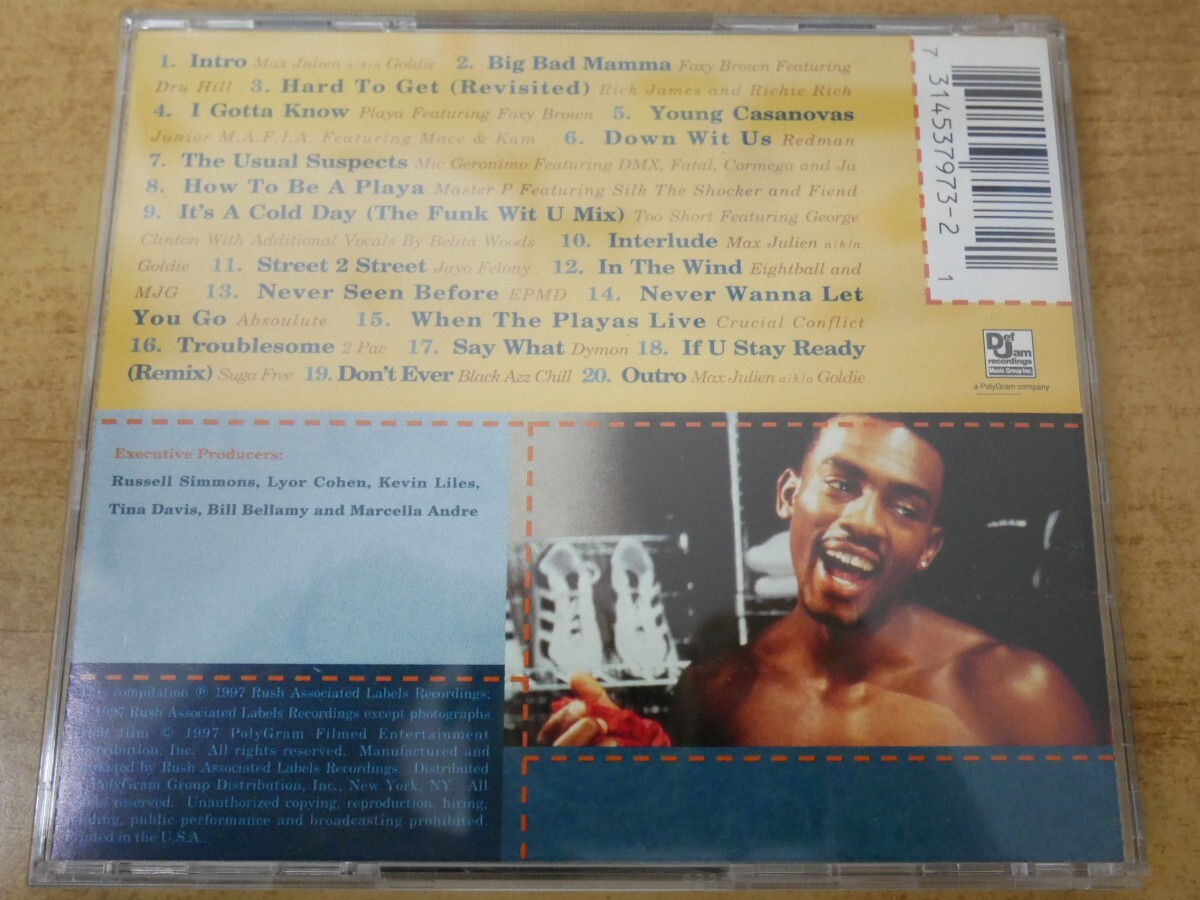 1. Intro Max Julien a/k/a Goldie 2. Big Bad Mamma Foxy Brown Featuring
Dru Hill 3. Hard To Get (Revisited) Rick James and Richie Rich
4. I Gotta Know Playa Featuring Foxy Brown 5. Young Casanovas
Junior M.A.F.I.A. Featuring Mace & Kam 6. Down Wit Us Redman
7. The Usual Suspects Mic Geronimo Featuring DMX, Fatal, Cormega and Ja
8. How To Be A Playa Master P Featuring Silk The Shocker and Fiend
9. It's A Cold Day (The Funk Wit U Mix) Too Short Featuring George
Clinton With Additional Vocals By Belita Woods 10. Interlude Max Julien a/k/a
Goldie 11. Street 2 Street Jayo Felony 12. In The Wind Eightball and
MJG 13. Never Seen Before EPMD 14. Never Wanna Let
You Go Absoulute 15. When The Playas Live Crucial Conflict
16. Troublesome 2 Pac 17. Say What Dymon 18. If U Stay Ready
(Remix) Suga Free 19. Don't Ever Black Azz Chill 20. Outro Max Julien a/k/a Goldie
7 31453 7973-2 1
Def
Jam
recordings
Music Group Inc.
a PolyGram company
Executive Producers:
Russell Simmons, Lyor Cohen, Kevin Liles,
Tina Davis, Bill Bellamy and Marcella Andre
This compilation ℗ 1997 Rush Associated Labels Recordings;
1997 Rush Associated Labels Recordings except photographs
film © 1997 PolyGram Filmed Entertainment
Distribution, Inc. All rights reserved. Manufactured and
by Rush Associated Labels Recordings. Distributed
PolyGram Group Distribution, Inc., New York, NY. All
reserved. Unauthorized copying, reproduction, hiring,
public performance and broadcasting prohibited.
Printed in the U.S.A.